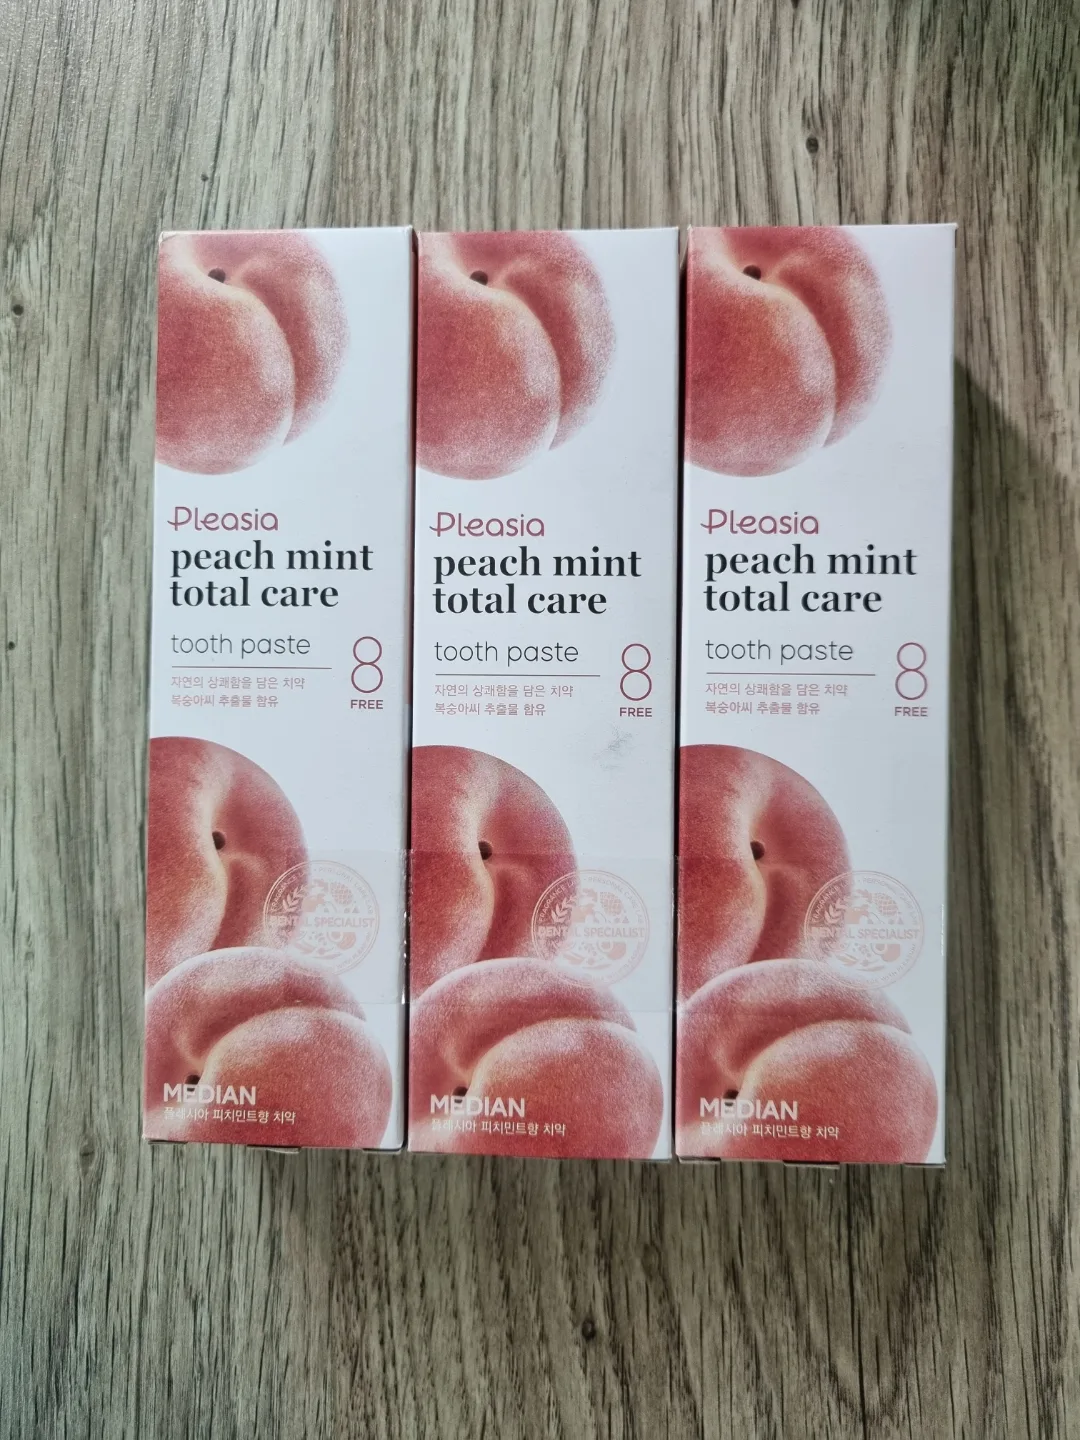 Pleasia
peach mint
total care
tooth paste
8
FREE
자연의 상쾌함을 담은 치약
복숭아씨 추출물 함유
DENTAL SPECIALIST
MEDIAN
플레시아 피치민트향 치약
Pleasia
peach mint
total care
tooth paste
8
FREE
자연의 상쾌함을 담은 치약
복숭아씨 추출물 함유
DENTAL SPECIALIST
MEDIAN
플레시아 피치민트향 치약
Pleasia
peach mint
total care
tooth paste
8
FREE
자연의 상쾌함을 담은 치약
복숭아씨 추출물 함유
DENTAL SPECIALIST
MEDIAN
플레시아 피치민트향 치약